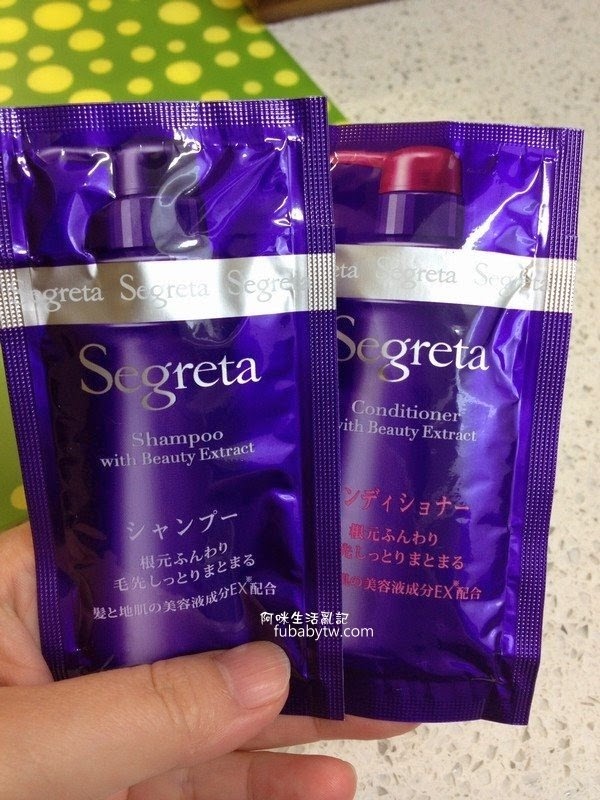 Segreta Segreta Segreta
Segreta
Shampoo
with Beauty Extract
シャンプー
根元ふんわり
毛先しっとりまとまる
髪と地肌の美容液成分EX※配合
Segreta Segreta
Segreta
Conditioner
with Beauty Extract
ンディショナー
根元ふんわり
先しっとりまとまる
肌の美容液成分EX※配合
阿咪生活亂記
fubabytw.com